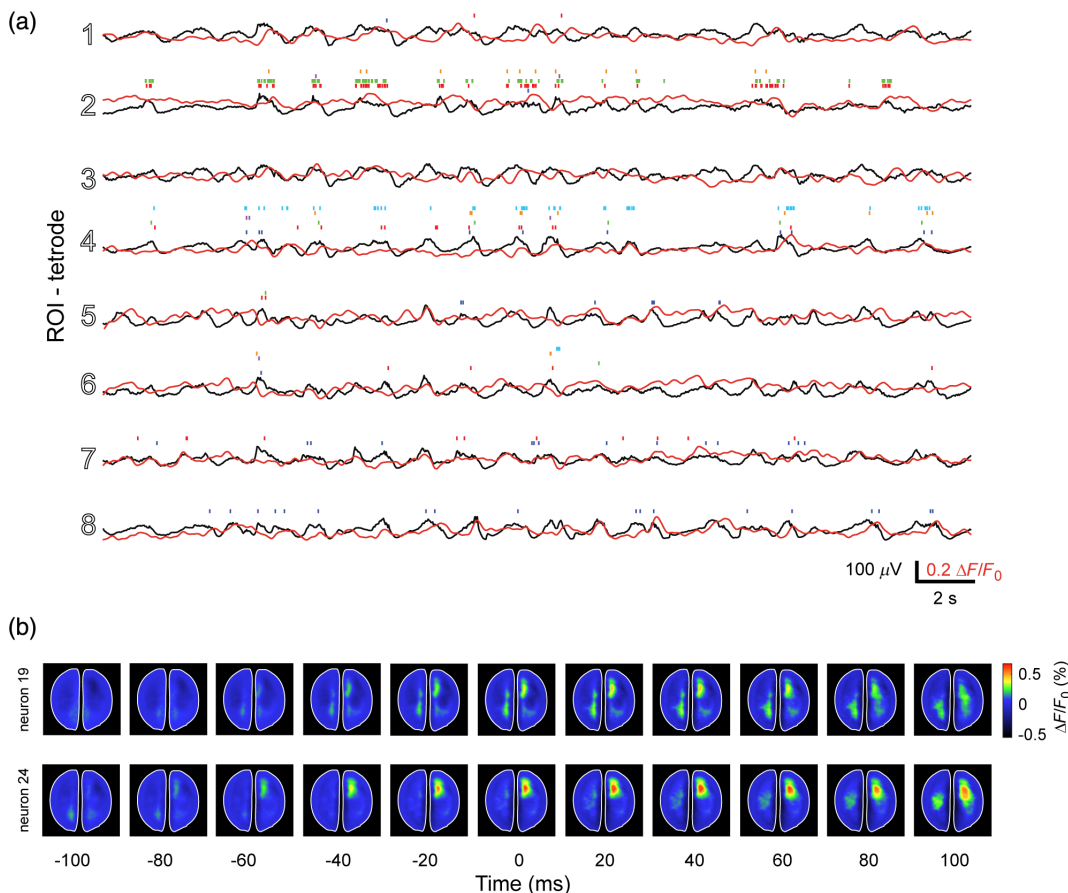 (a)
1
2
3
4
5
6
7
8
ROI - tetrode
100 μV
0.2 ΔF/F₀
2 s
(b)
neuron 19
neuron 24
0.5
0
-0.5
ΔF/F₀ (%)
-100 -80 -60 -40 -20 0 20 40 60 80 100
Time (ms)